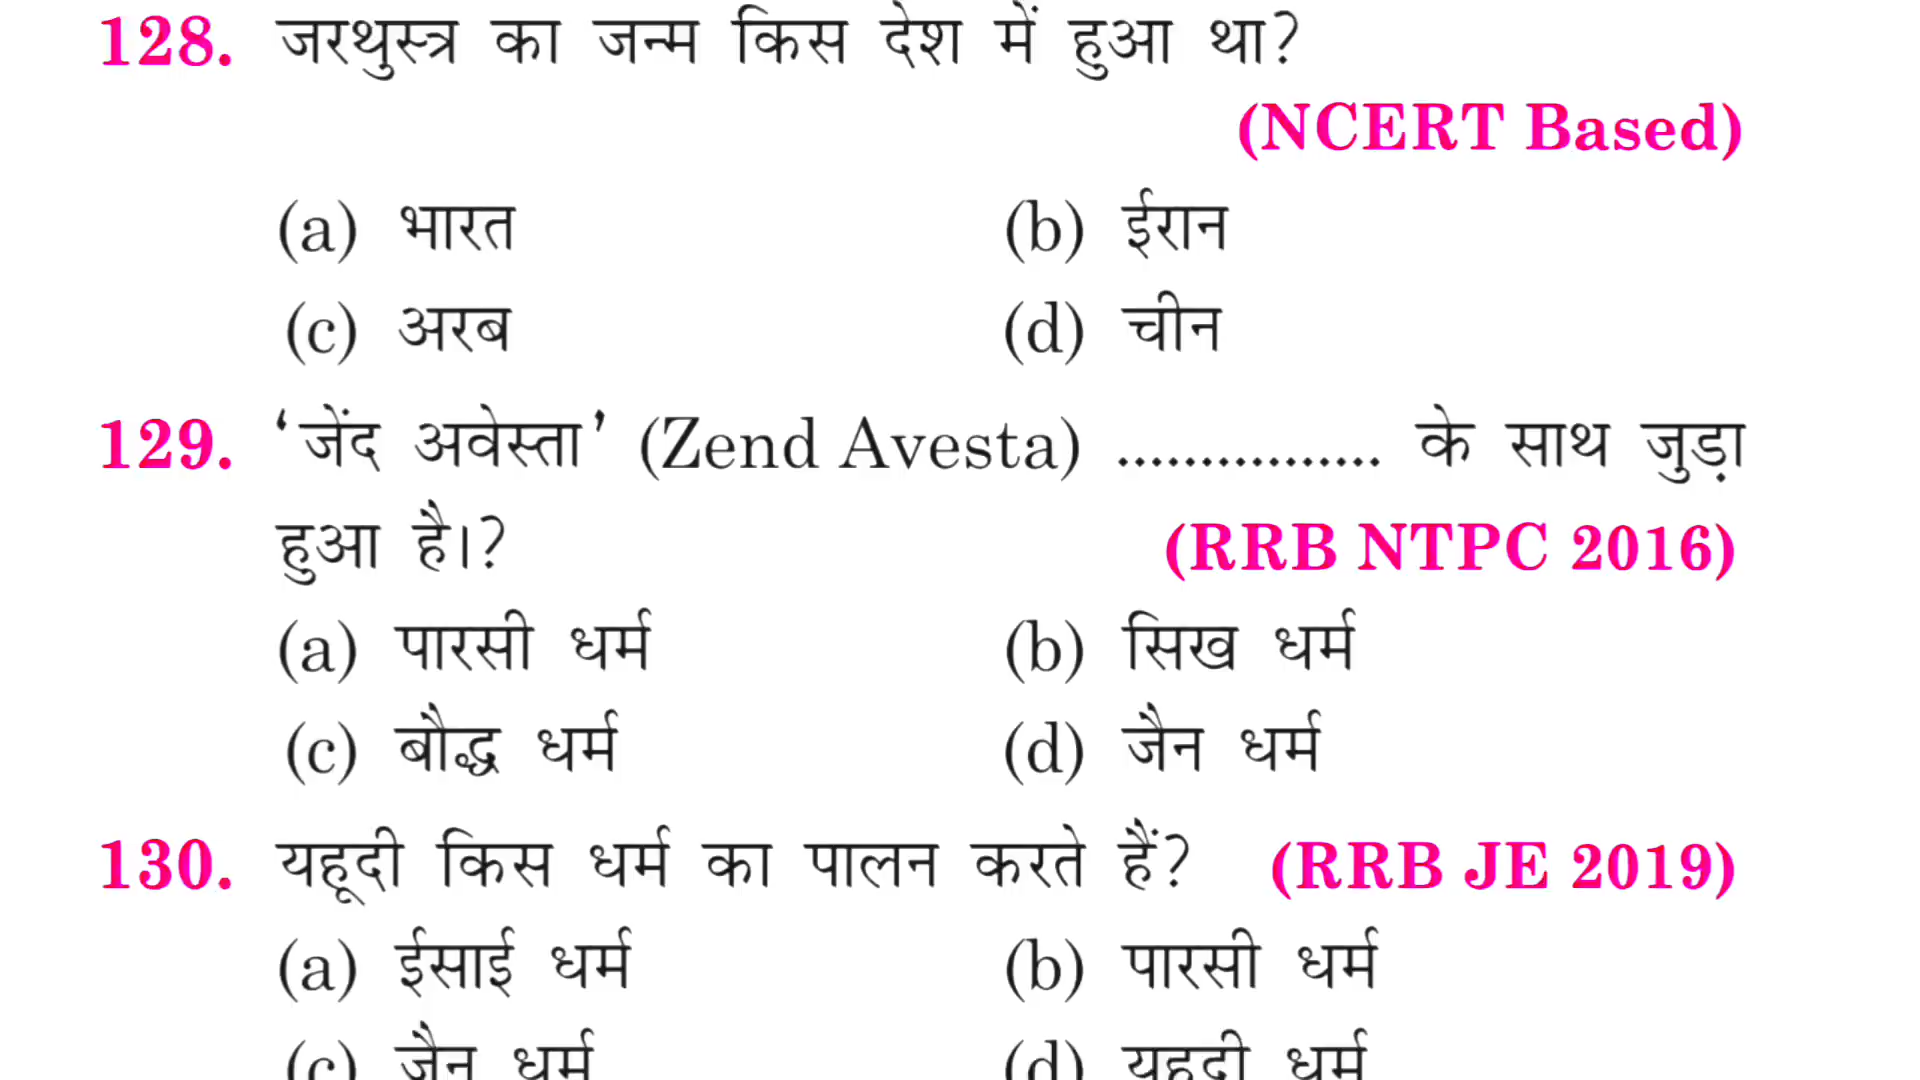 128. जरथुस्त्र का जन्म किस देश में हुआ था?
(NCERT Based)
(a) भारत (b) ईरान
(c) अरब (d) चीन
129. ‘जेंद अवेस्ता’ (Zend Avesta) ................ के साथ जुड़ा
हुआ है।? (RRB NTPC 2016)
(a) पारसी धर्म (b) सिख धर्म
(c) बौद्ध धर्म (d) जैन धर्म
130. यहूदी किस धर्म का पालन करते हैं? (RRB JE 2019)
(a) ईसाई धर्म (b) पारसी धर्म
(c) जैन धर्म (d) यहूदी धर्म